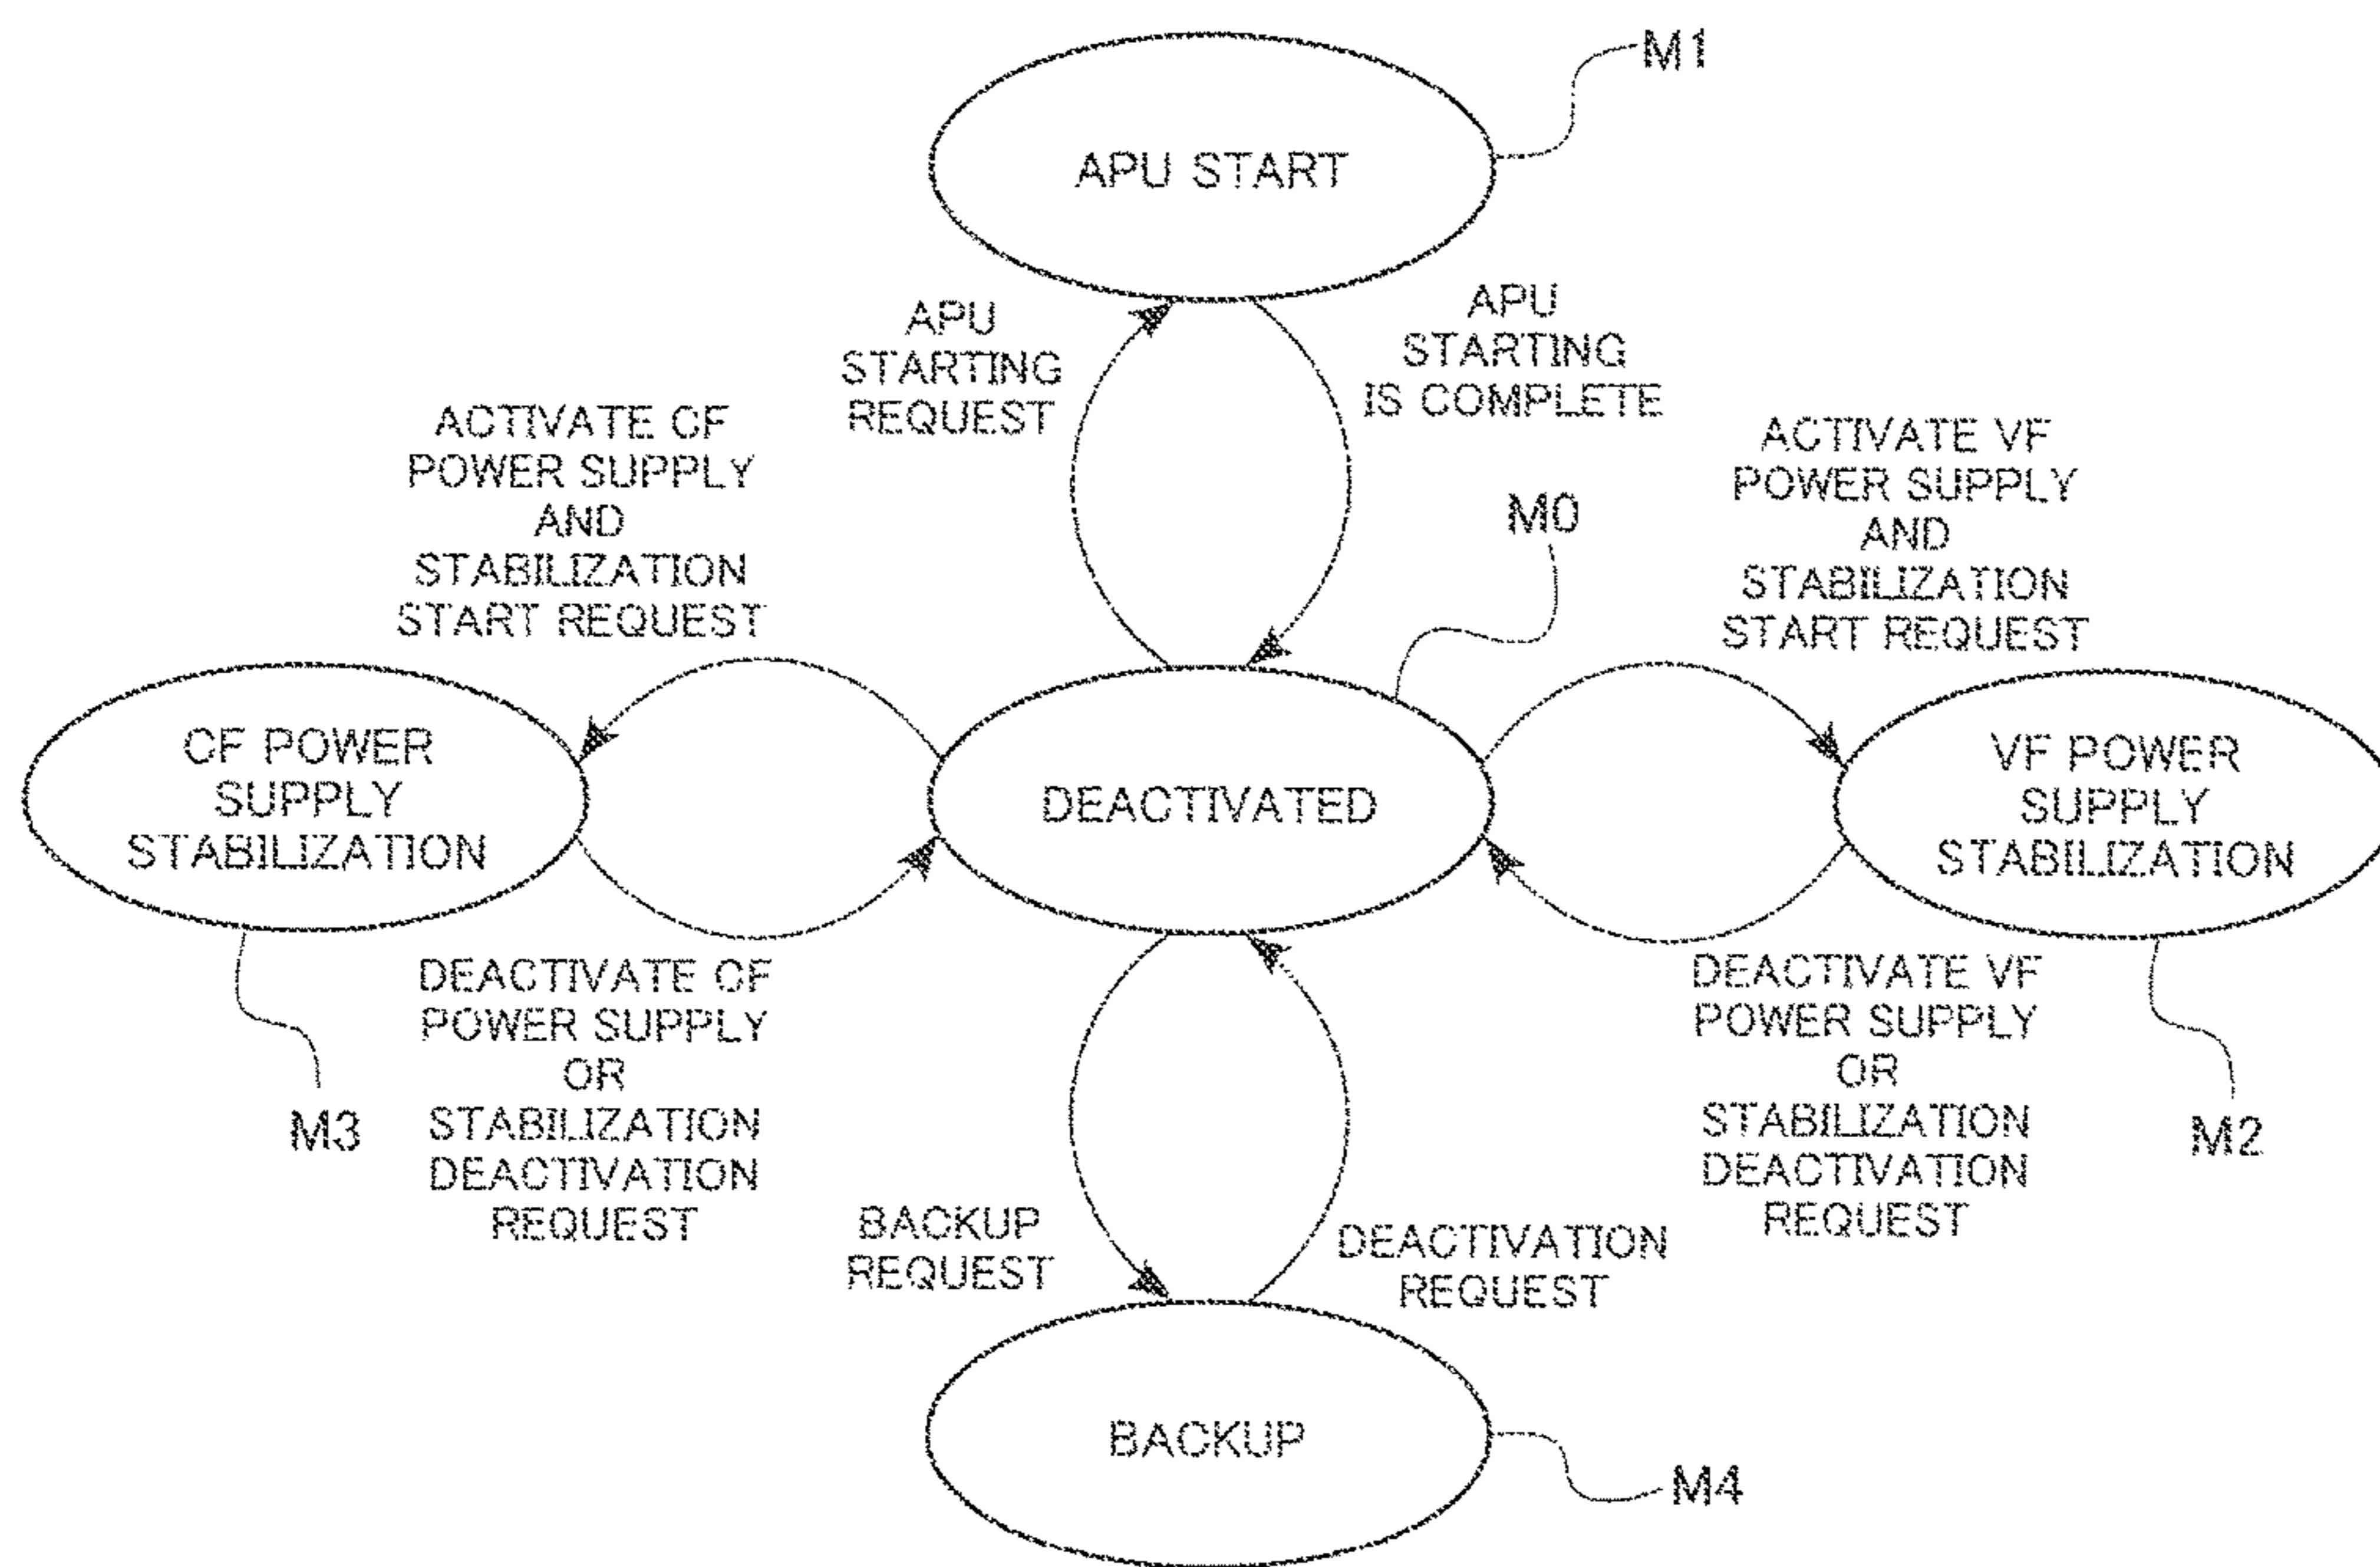 M1
APU START
APU
STARTING
REQUEST
APU
STARTING
IS COMPLETE
ACTIVATE CF
POWER SUPPLY
AND
STABILIZATION
START REQUEST
M0
ACTIVATE VF
POWER SUPPLY
AND
STABILIZATION
START REQUEST
CF POWER
SUPPLY
STABILIZATION
DEACTIVATED
VF POWER
SUPPLY
STABILIZATION
M3
DEACTIVATE CF
POWER SUPPLY
OR
STABILIZATION
DEACTIVATION
REQUEST
DEACTIVATE VF
POWER SUPPLY
OR
STABILIZATION
DEACTIVATION
REQUEST
M2
BACKUP
REQUEST
DEACTIVATION
REQUEST
BACKUP
M4